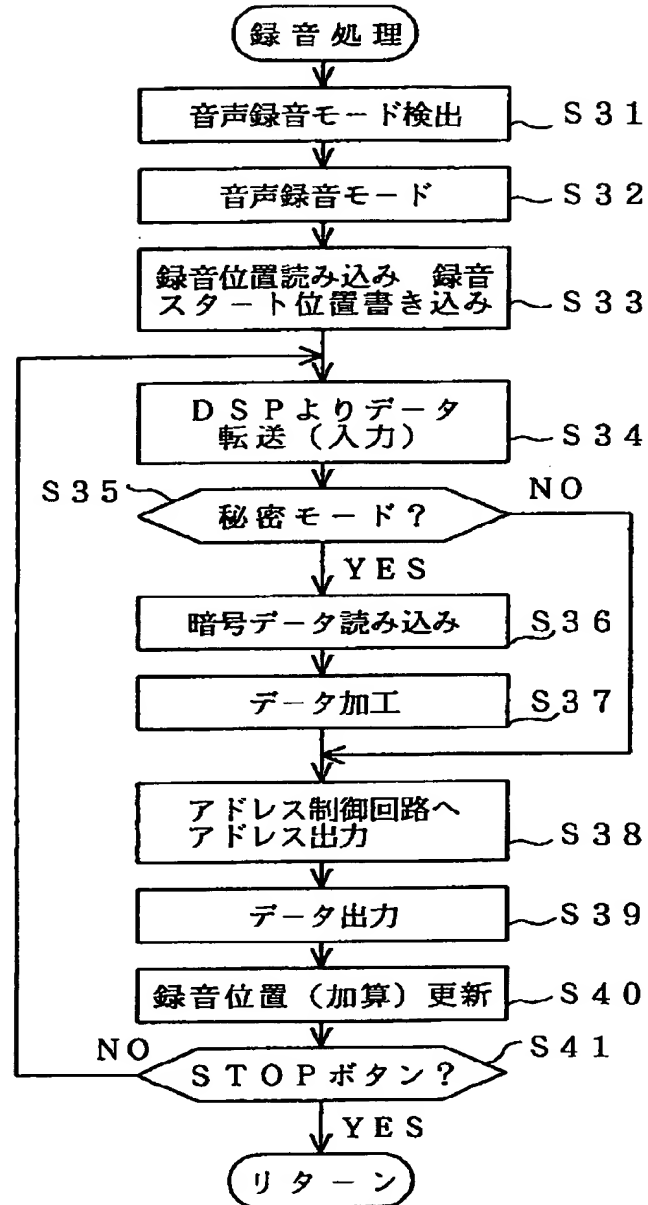 録音処理
音声録音モード検出
S31
音声録音モード
S32
録音位置読み込み 録音
スタート位置書き込み
S33
DSPよりデータ
転送(入力)
S34
S35
秘密モード?
NO
YES
暗号データ読み込み
S36
データ加工
S37
アドレス制御回路へ
アドレス出力
S38
データ出力
S39
録音位置(加算)更新
S40
NO
STOPボタン?
S41
YES
リターン